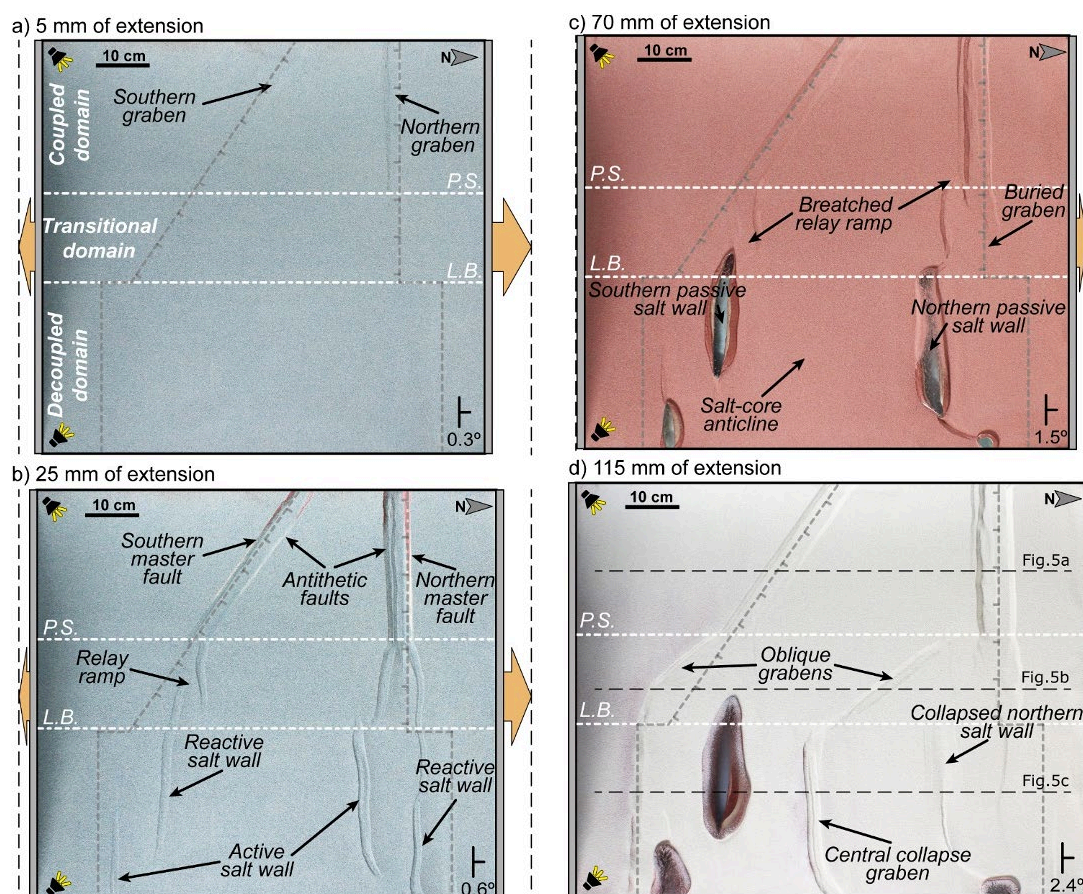 a) 5 mm of extension
10 cm
N
Southern
graben
Northern
graben
Coupled
domain
P.S.
Transitional
domain
L.B.
Decoupled
domain
0.3º
b) 25 mm of extension
10 cm
N
Southern
master
fault
Antithetic
faults
Northern
master
fault
P.S.
Relay
ramp
L.B.
Reactive
salt wall
Reactive
salt wall
Active
salt wall
0.6º
c) 70 mm of extension
10 cm
N
P.S.
Breatched
relay ramp
Buried
graben
L.B.
Southern passive
salt wall
Northern passive
salt wall
Salt-core
anticline
1.5º
d) 115 mm of extension
10 cm
N
Fig.5a
P.S.
Oblique
grabens
Fig.5b
L.B.
Collapsed northern
salt wall
Fig.5c
Central collapse
graben
2.4º